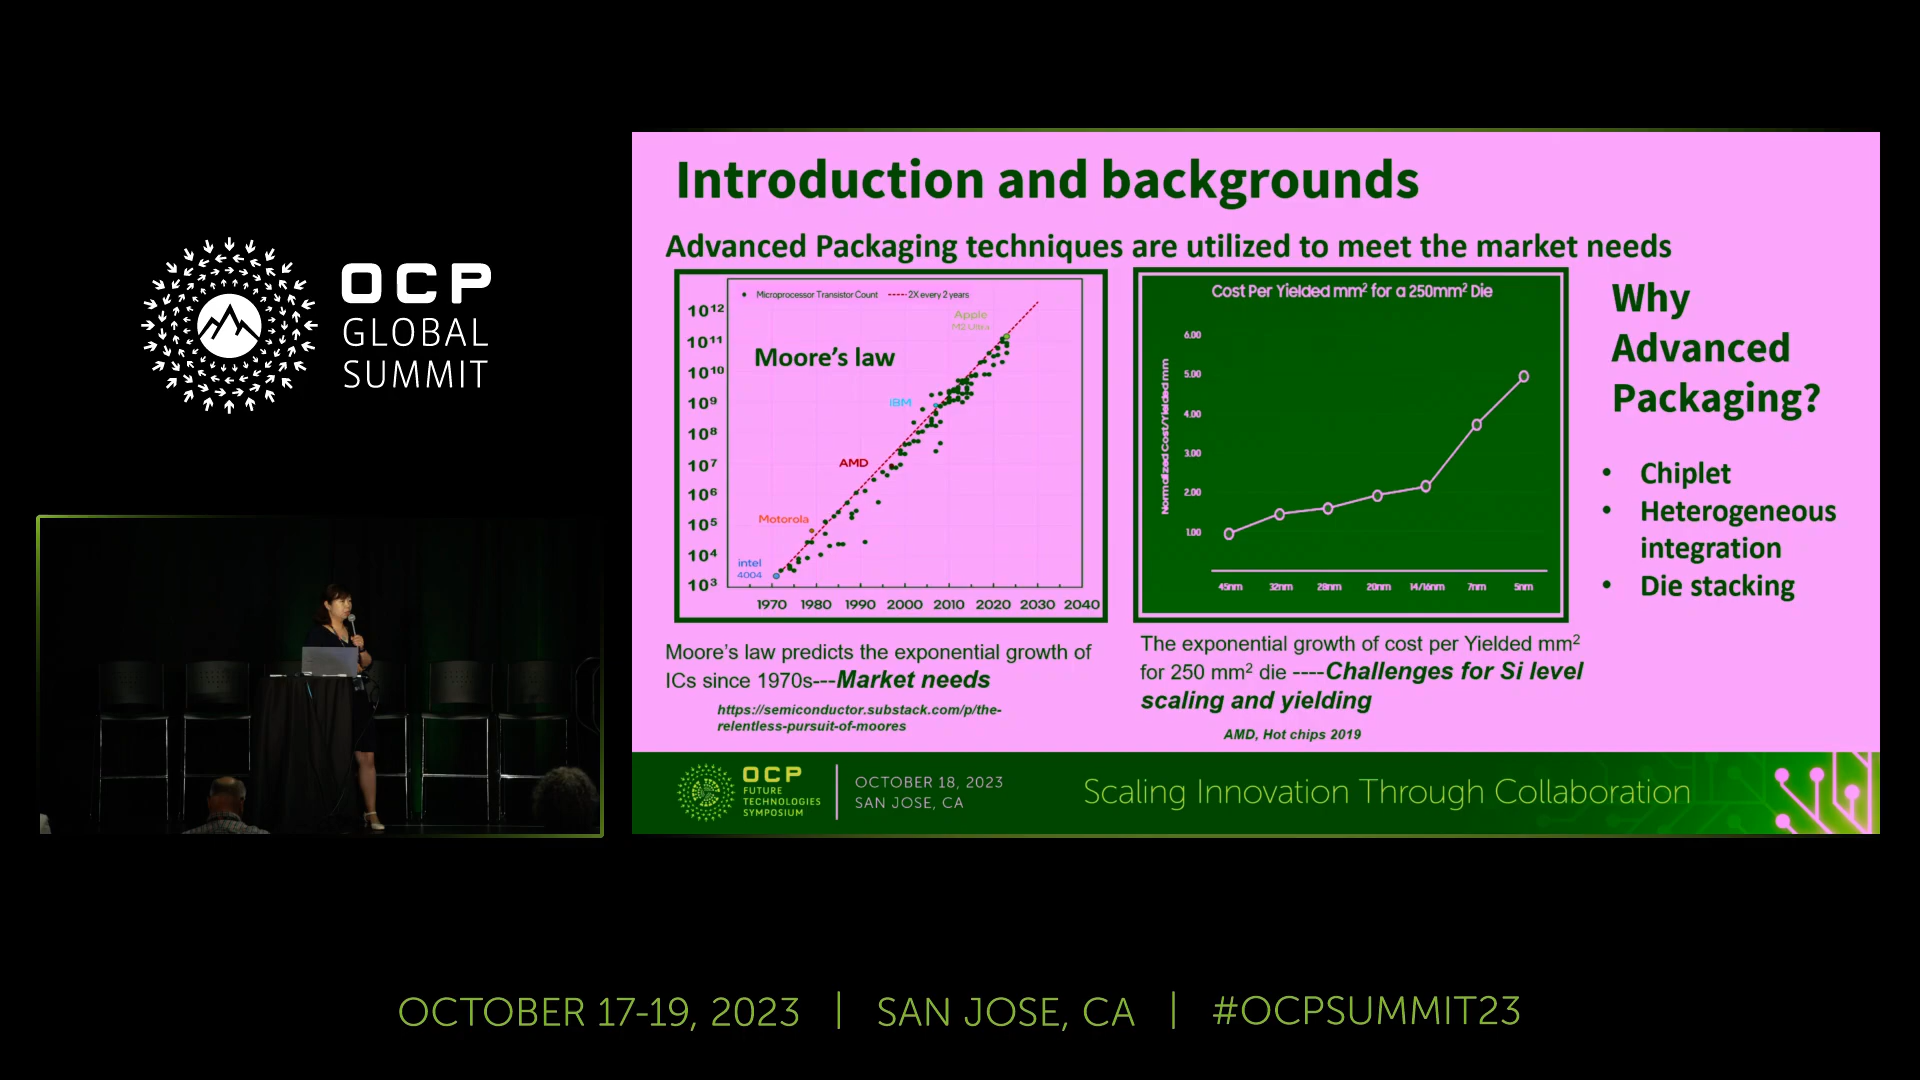 OCP
GLOBAL
SUMMIT
Introduction and backgrounds
Advanced Packaging techniques are utilized to meet the market needs
Microprocessor Transistor Count
2X every 2 years
10¹²
10¹¹
10¹⁰
10⁹
10⁸
10⁷
10⁶
10⁵
10⁴
10³
Apple
M2 Ultra
Moore's law
IBM
AMD
Motorola
intel
4004
1970 1980 1990 2000 2010 2020 2030 2040
Cost Per Yielded mm² for a 250mm² Die
Normalized Cost/Yielded mm
6.00
5.00
4.00
3.00
2.00
1.00
45nm 32nm 28nm 20nm 14/16nm 7nm 5nm
Why
Advanced
Packaging?
• Chiplet
• Heterogeneous
integration
• Die stacking
Moore's law predicts the exponential growth of
ICs since 1970s---Market needs
https://semiconductor.substack.com/p/the-
relentless-pursuit-of-moores
The exponential growth of cost per Yielded mm²
for 250 mm² die ----Challenges for Si level
scaling and yielding
AMD, Hot chips 2019
OCP
FUTURE
TECHNOLOGIES
SYMPOSIUM
OCTOBER 18, 2023
SAN JOSE, CA
Scaling Innovation Through Collaboration
OCTOBER 17-19, 2023 | SAN JOSE, CA | #OCPSUMMIT23